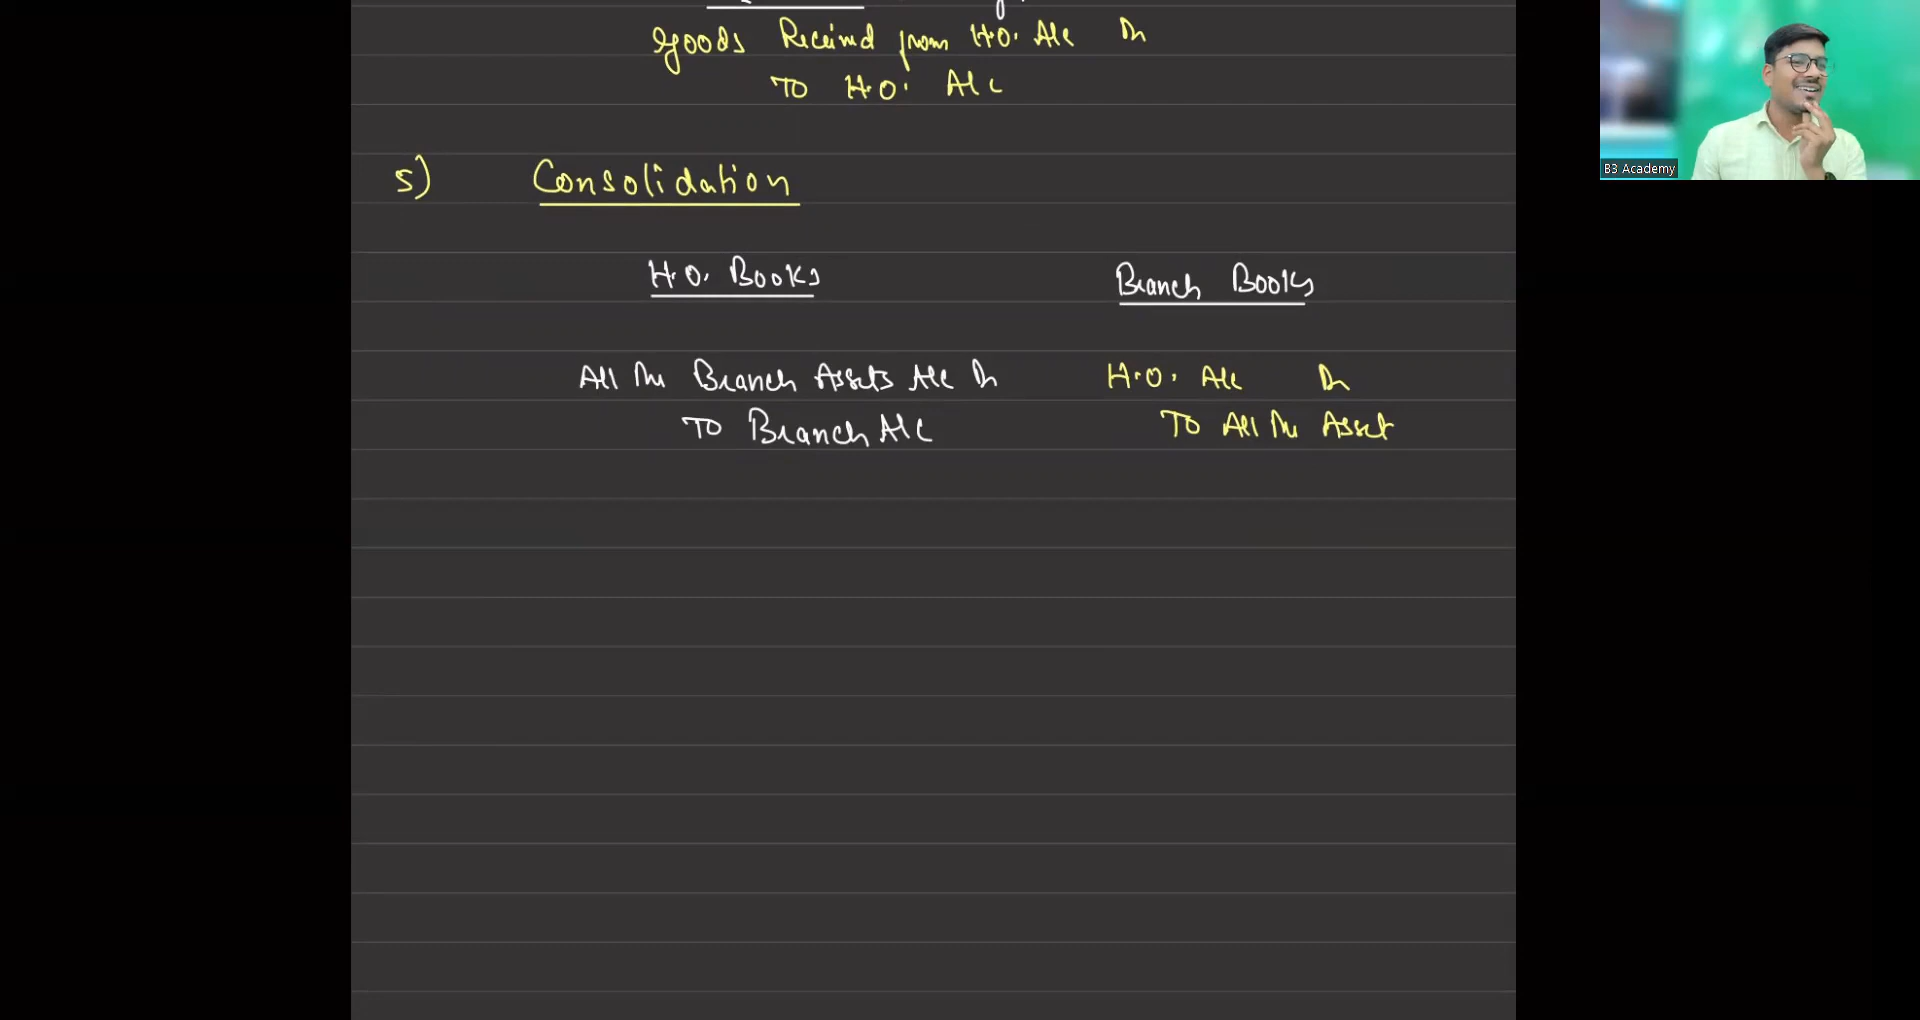 Goods Received from H.O. A/c Dr
To H.O. A/c
5) Consolidation
H.O. Books
Branch Books
All the Branch Assets A/c Dr
To Branch A/c
H.O. A/c Dr
To All the Asset
B3 Academy